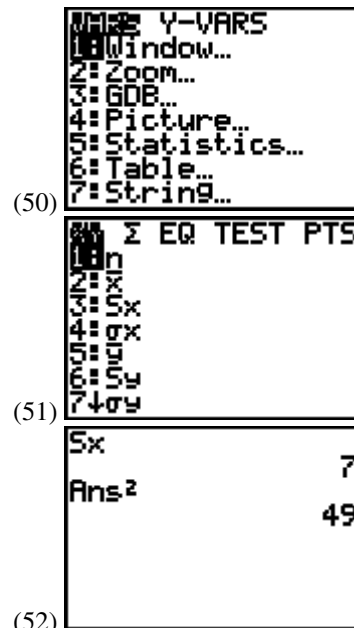 VARS Y-VARS
1:Window…
2:Zoom…
3:GDB…
4:Picture…
5:Statistics…
6:Table…
7:String…
(50)
XY Σ EQ TEST PTS
1:n
2:x̄
3:Sx
4:σx
5:ȳ
6:Sy
7↓σy
(51)
Sx
7
Ans²
49
(52)